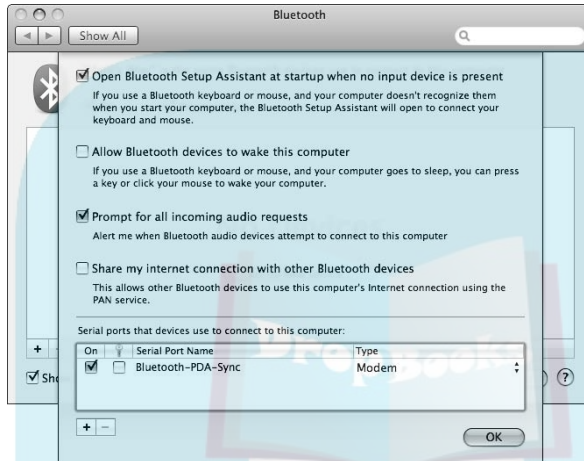 Bluetooth
Show All
Open Bluetooth Setup Assistant at startup when no input device is present
If you use a Bluetooth keyboard or mouse, and your computer doesn't recognize them
when you start your computer, the Bluetooth Setup Assistant will open to connect your
keyboard and mouse.
Allow Bluetooth devices to wake this computer
If you use a Bluetooth keyboard or mouse, and your computer goes to sleep, you can press
a key or click your mouse to wake your computer.
Prompt for all incoming audio requests
Alert me when Bluetooth audio devices attempt to connect to this computer
Share my internet connection with other Bluetooth devices
This allows other Bluetooth devices to use this computer's Internet connection using the
PAN service.
Serial ports that devices use to connect to this computer:
On Serial Port Name Type
Bluetooth-PDA-Sync Modem
DropBooks
Sho
?
+ −
OK